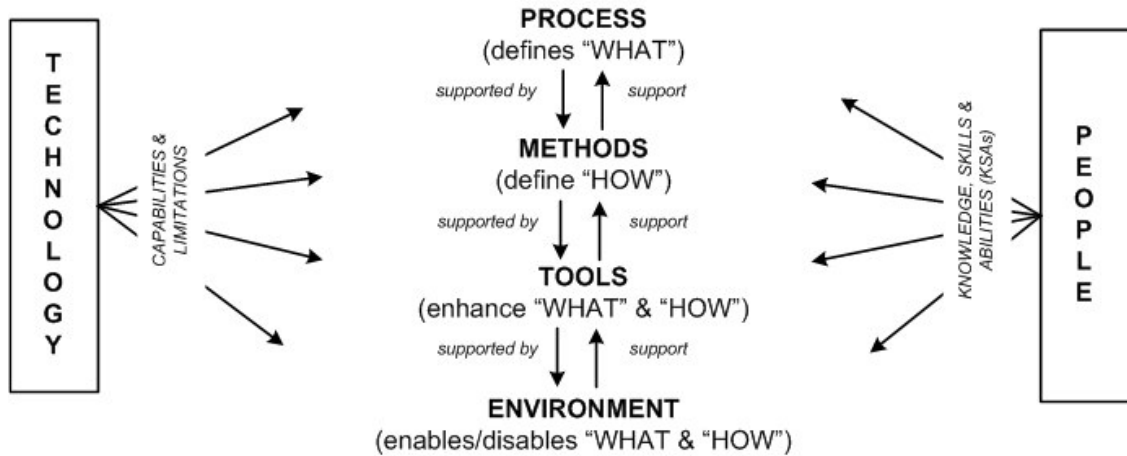 TECHNOLOGY
CAPABILITIES &
LIMITATIONS
PROCESS
(defines “WHAT”)
supported by
support
METHODS
(define “HOW”)
supported by
support
TOOLS
(enhance “WHAT” & “HOW”)
supported by
support
ENVIRONMENT
(enables/disables “WHAT & “HOW”)
KNOWLEDGE, SKILLS &
ABILITIES (KSAs)
PEOPLE